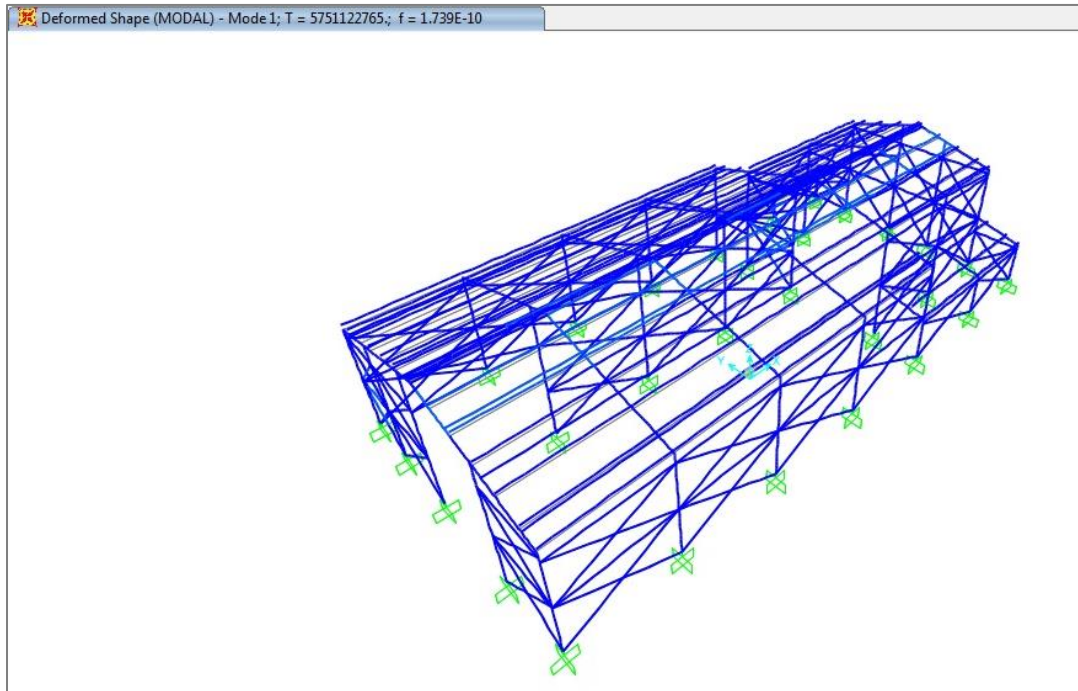 Deformed Shape (MODAL) - Mode 1; T = 5751122765.; f = 1.739E-10
Z
Y
X